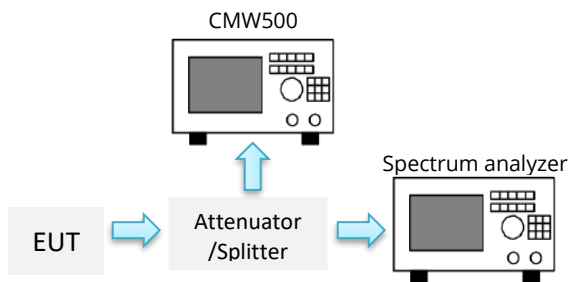 CMW500
Spectrum analyzer
EUT
Attenuator
/Splitter